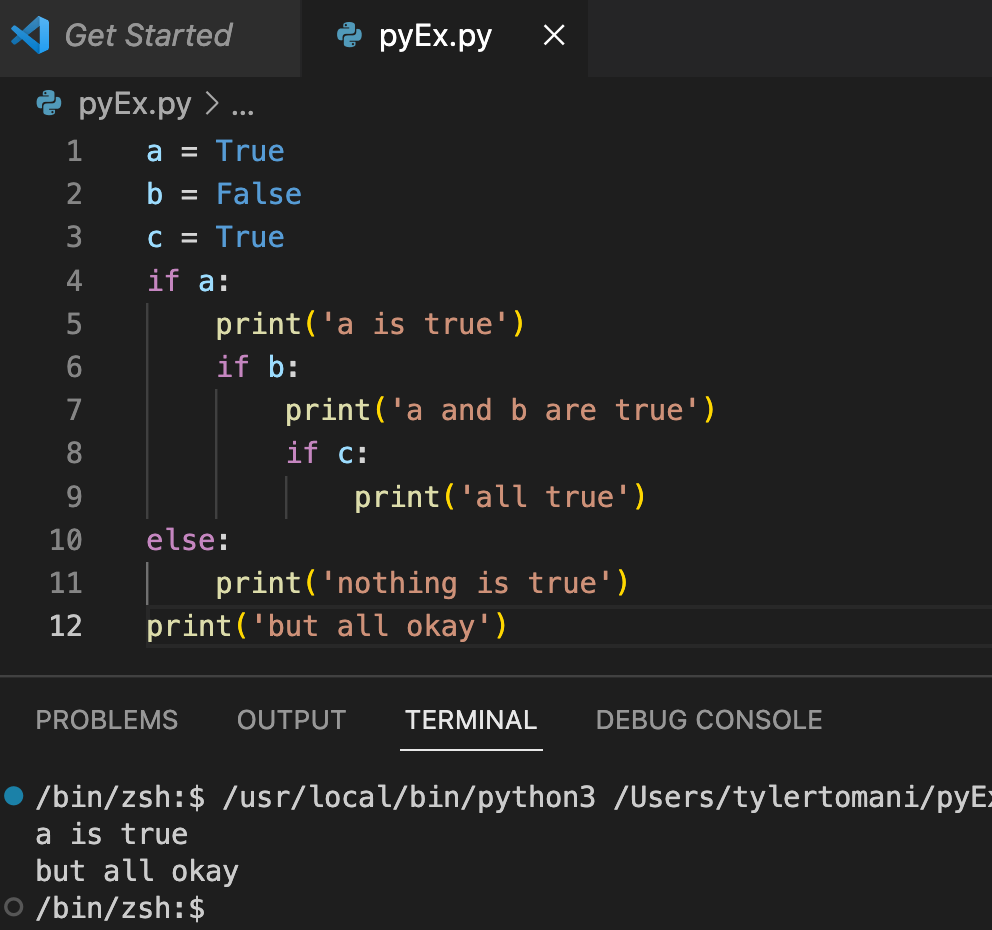 Get Started pyEx.py
pyEx.py > ...
1 a = True
2 b = False
3 c = True
4 if a:
5     print('a is true')
6     if b:
7         print('a and b are true')
8         if c:
9             print('all true')
10 else:
11     print('nothing is true')
12 print('but all okay')
PROBLEMS OUTPUT TERMINAL DEBUG CONSOLE
/bin/zsh:$ /usr/local/bin/python3 /Users/tylertomani/pyEx
a is true
but all okay
/bin/zsh:$